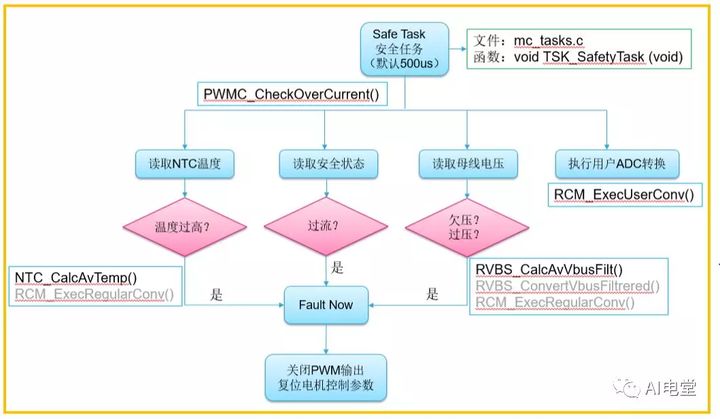 Safe Task
安全任务
（默认500us）
文件：mc_tasks.c
函数：void TSK_SafetyTask (void)
PWMC_CheckOverCurrent()
读取NTC温度
读取安全状态
读取母线电压
执行用户ADC转换
RCM_ExecUserConv()
温度过高？
过流？
欠压？
过压？
NTC_CalcAvTemp()
RCM_ExecRegularConv()
是
是
是
RVBS_CalcAvVbusFilt()
RVBS_ConvertVbusFiltrered()
RCM_ExecRegularConv()
Fault Now
关闭PWM输出
复位电机控制参数
AI电堂